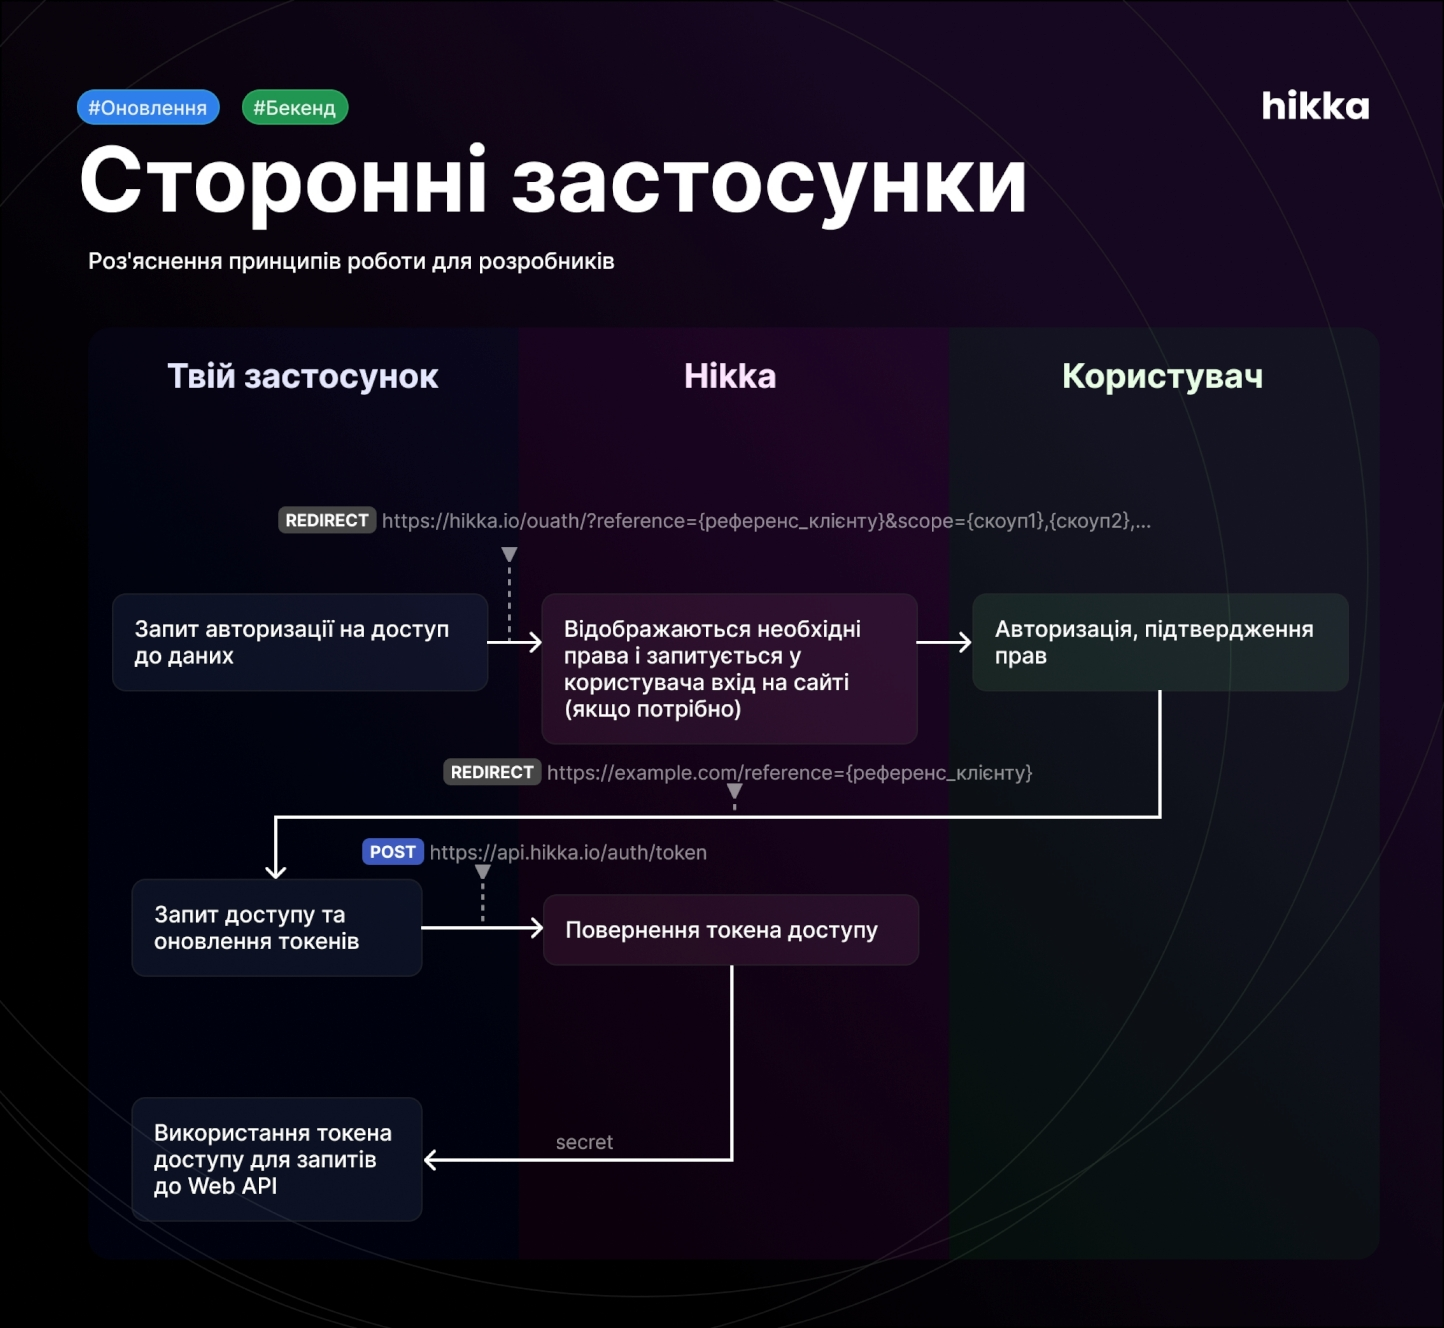 #Оновлення #Бекенд
hikka
Сторонні застосунки
Роз'яснення принципів роботи для розробників
Твій застосунок
Hikka
Користувач
REDIRECT https://hikka.io/ouath/?reference={референс_клієнту}&scope={скоуп1},{скоуп2},...
Запит авторизації на доступ
до даних
Відображаються необхідні
права і запитується у
користувача вхід на сайті
(якщо потрібно)
Авторизація, підтвердження
прав
REDIRECT https://example.com/reference={референс_клієнту}
POST https://api.hikka.io/auth/token
Запит доступу та
оновлення токенів
Повернення токена доступу
secret
Використання токена
доступу для запитів
до Web API